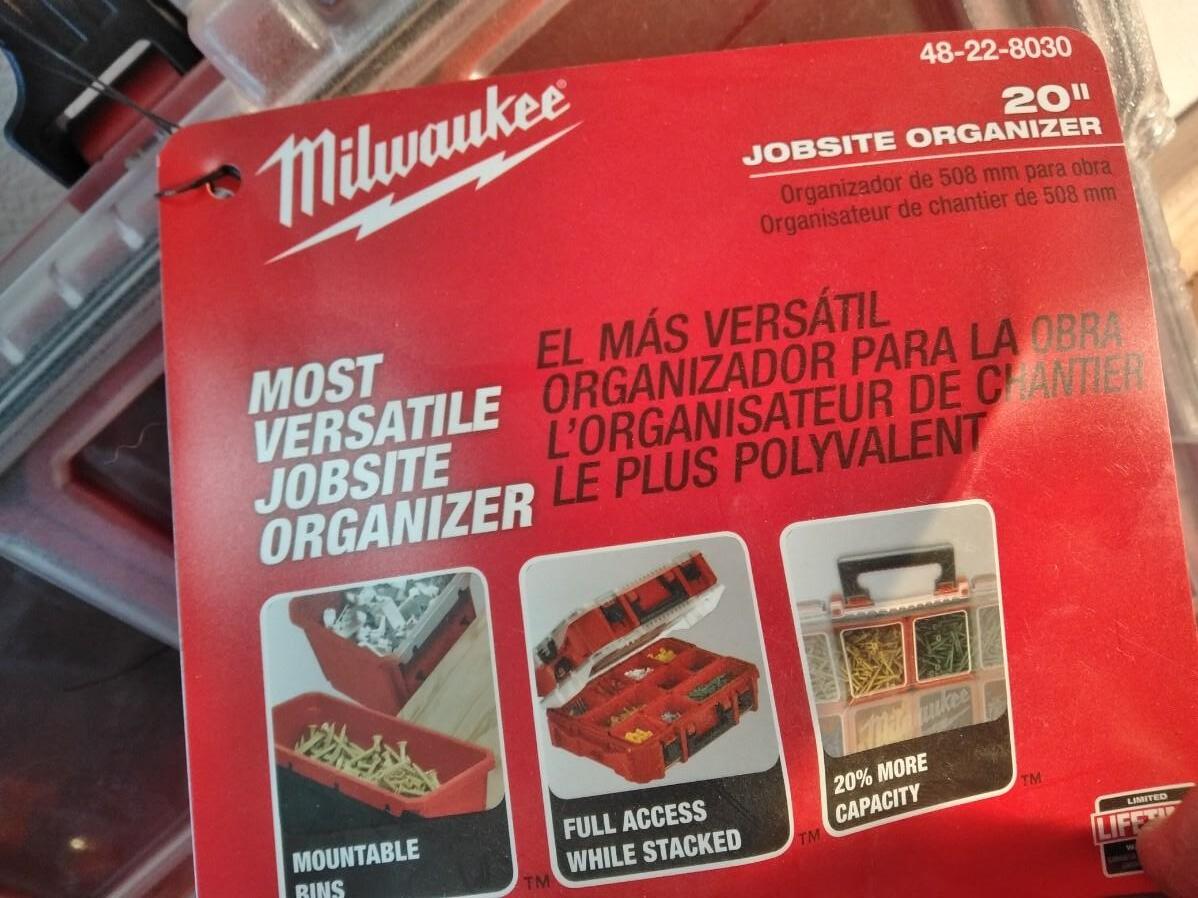 48-22-8030
Milwaukee®
20"
JOBSITE ORGANIZER
Organizador de 508 mm para obra
Organisateur de chantier de 508 mm
MOST
VERSATILE
JOBSITE
ORGANIZER
EL MÁS VERSÁTIL
ORGANIZADOR PARA LA OBRA
L'ORGANISATEUR DE CHANTIER
LE PLUS POLYVALENT
MOUNTABLE
BINS
TM
FULL ACCESS
WHILE STACKED
TM
Milwaukee
20% MORE
CAPACITY
TM
LIMITED